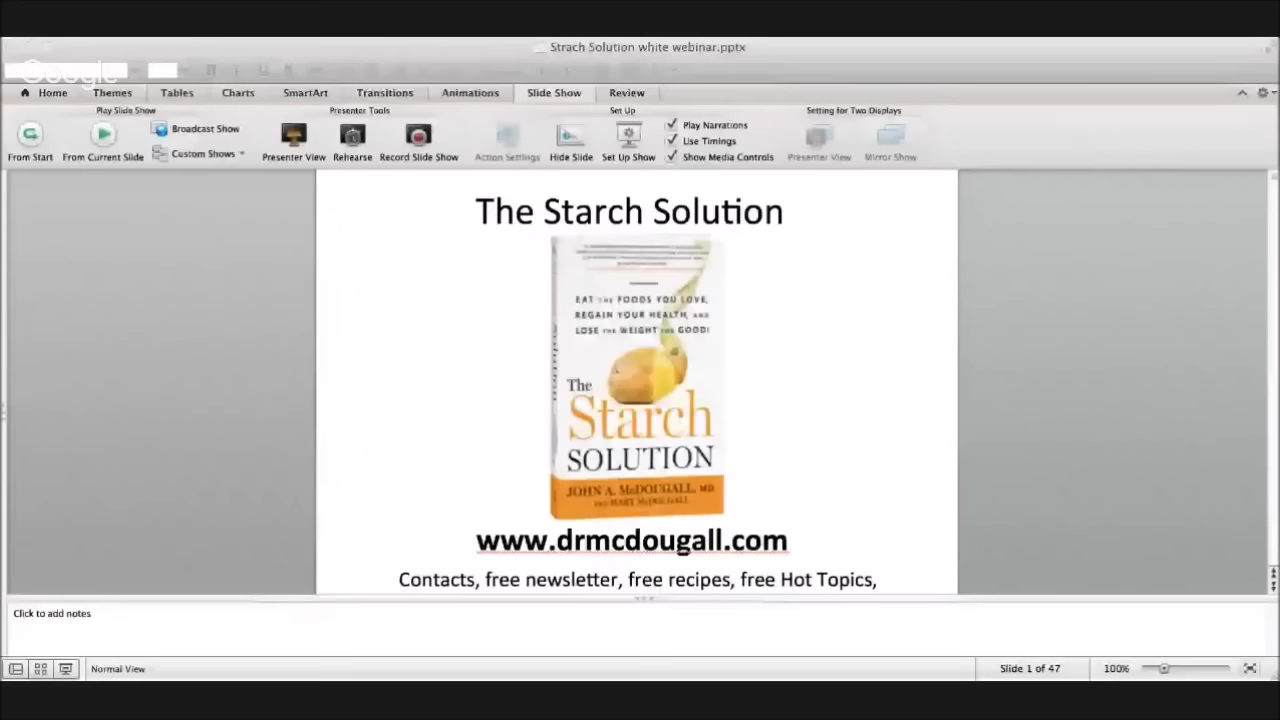 Strach Solution white webinar.pptx
Google
Home Themes Tables Charts SmartArt Transitions Animations Slide Show Review
Play Slide Show Presenter Tools Set Up Setting for Two Displays
From Start From Current Slide Broadcast Show Custom Shows Presenter View Rehearse Record Slide Show Action Settings Hide Slide Set Up Show Play Narrations Use Timings Show Media Controls Presenter View Mirror Show
The Starch Solution
EAT THE FOODS YOU LOVE,
REGAIN YOUR HEALTH, AND
LOSE THE WEIGHT FOR GOOD!
The
Starch
SOLUTION
JOHN A. McDOUGALL, MD
AND MARY McDOUGALL
www.drmcdougall.com
Contacts, free newsletter, free recipes, free Hot Topics,
Click to add notes
Normal View Slide 1 of 47 100%